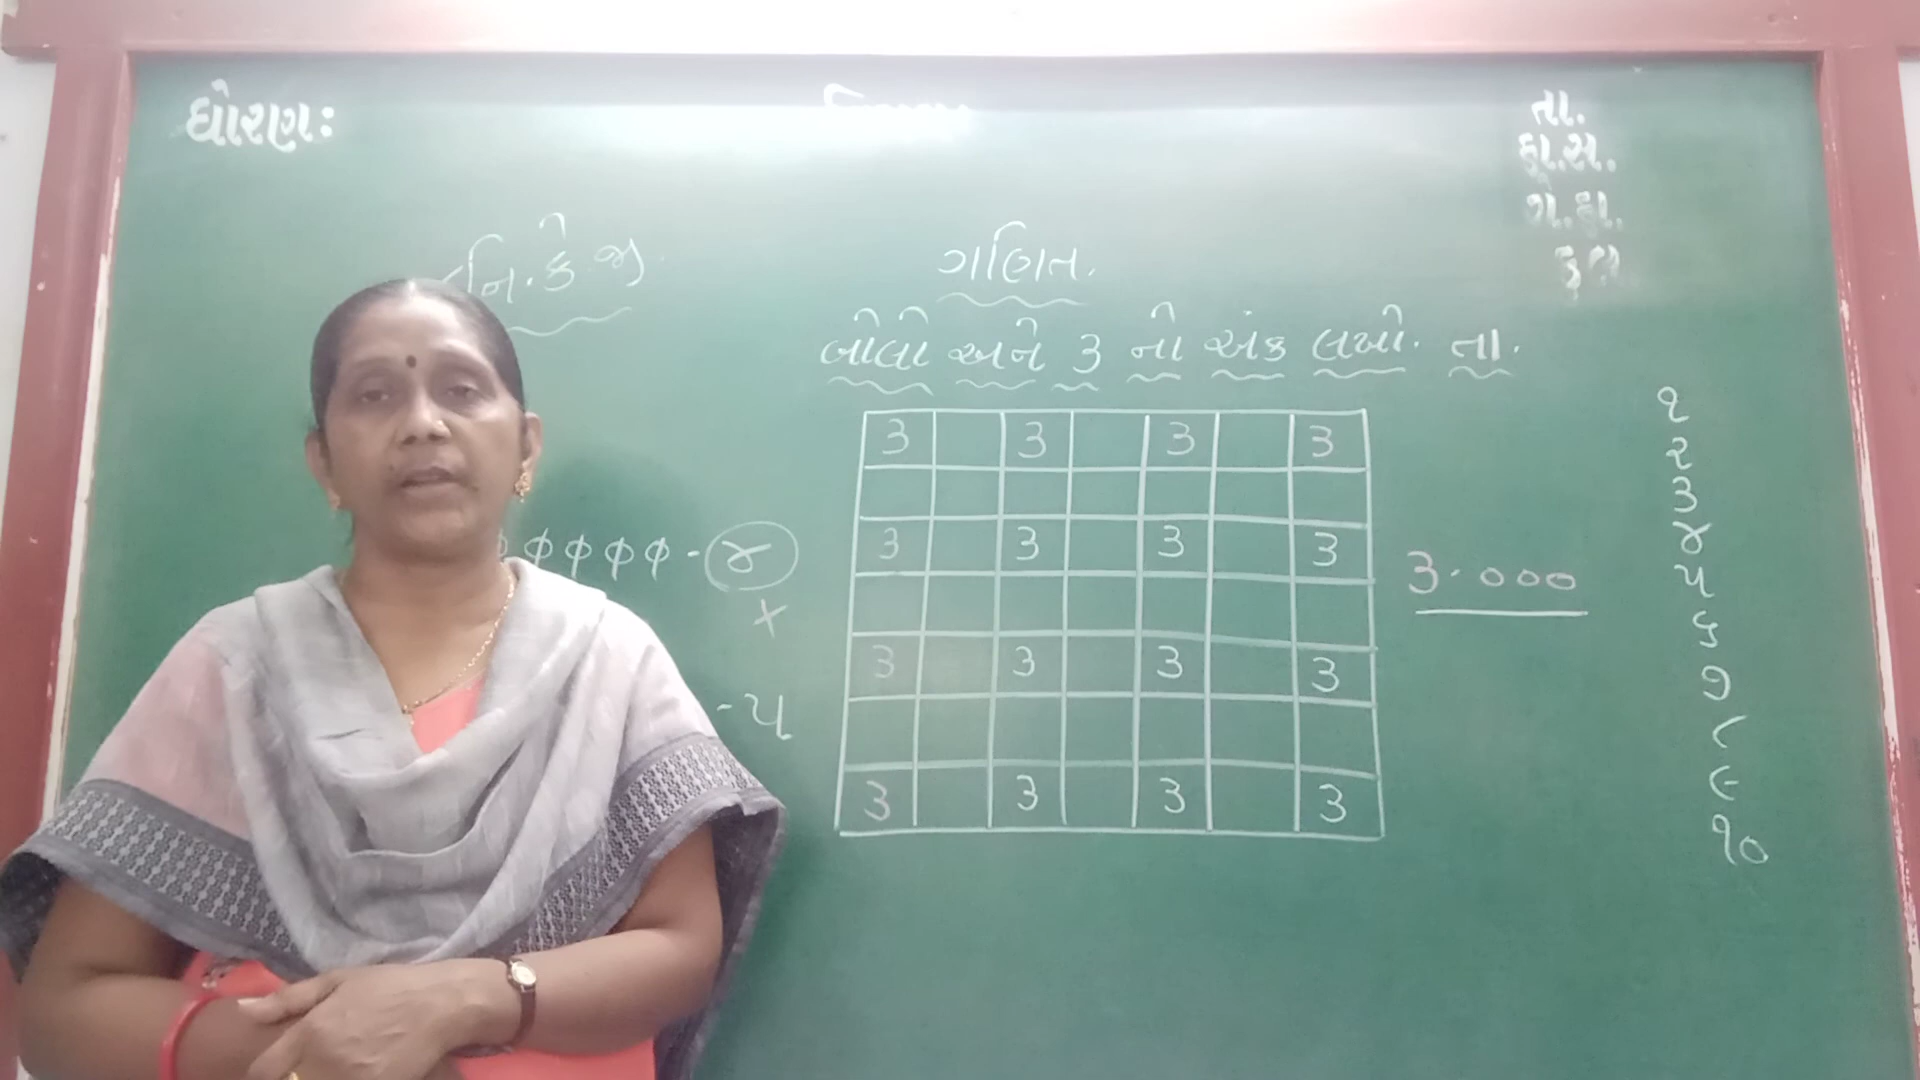 ધોરણઃ
તા.
હા.સ.
ગે.હા.
કુલ
નિ.કે.જી.
ગણિત.
બોલો અને ૩ નો અંક લખો. તા.
૩ ૩ ૩ ૩
૩ ૩ ૩ ૩
૩ ૩ ૩ ૩
૩ ૩ ૩ ૩
- ૪
×
- ૫
૩. ૦૦૦
૧
૨
૩
૪
૫
૬
૭
૮
૯
૧૦